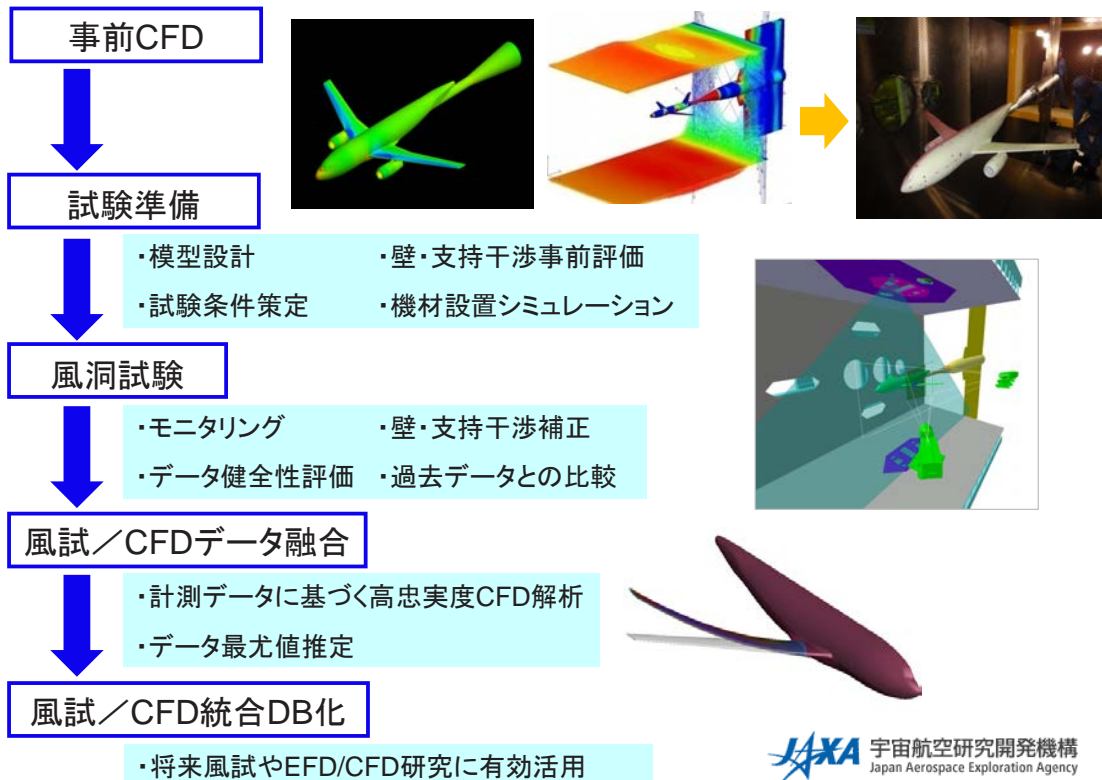 事前CFD
試験準備
・模型設計 ・壁・支持干渉事前評価
・試験条件策定 ・機材設置シミュレーション
風洞試験
・モニタリング ・壁・支持干渉補正
・データ健全性評価 ・過去データとの比較
風試／CFDデータ融合
・計測データに基づく高忠実度CFD解析
・データ最尤値推定
風試／CFD統合DB化
・将来風試やEFD/CFD研究に有効活用
JAXA 宇宙航空研究開発機構
Japan Aerospace Exploration Agency